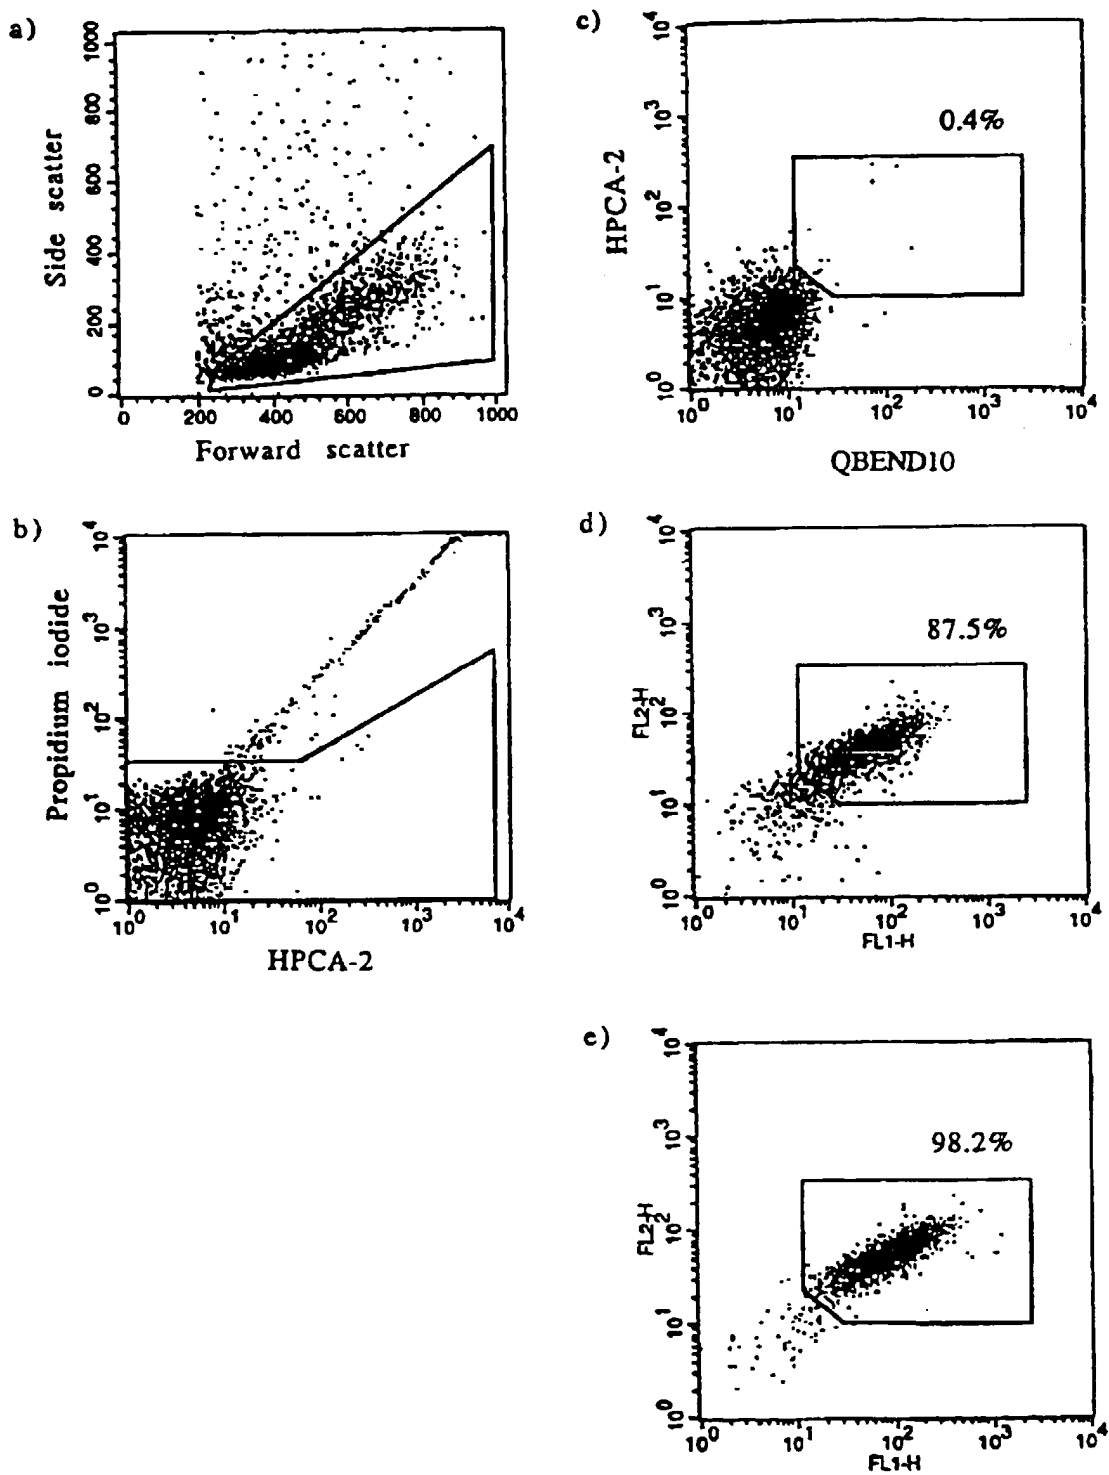 a)
1000
800
600
400
200
0
Side scatter
0 200 400 600 800 1000
Forward scatter
b)
10^4
10^3
10^2
10^1
10^0
Propidium iodide
10^0 10^1 10^2 10^3 10^4
HPCA-2
c)
10^4
10^3
10^2
10^1
10^0
HPCA-2
0.4%
10^0 10^1 10^2 10^3 10^4
QBEND10
d)
10^4
10^3
10^2
10^1
10^0
FL2-H
87.5%
10^0 10^1 10^2 10^3 10^4
FL1-H
e)
10^4
10^3
10^2
10^1
10^0
FL2-H
98.2%
10^0 10^1 10^2 10^3 10^4
FL1-H